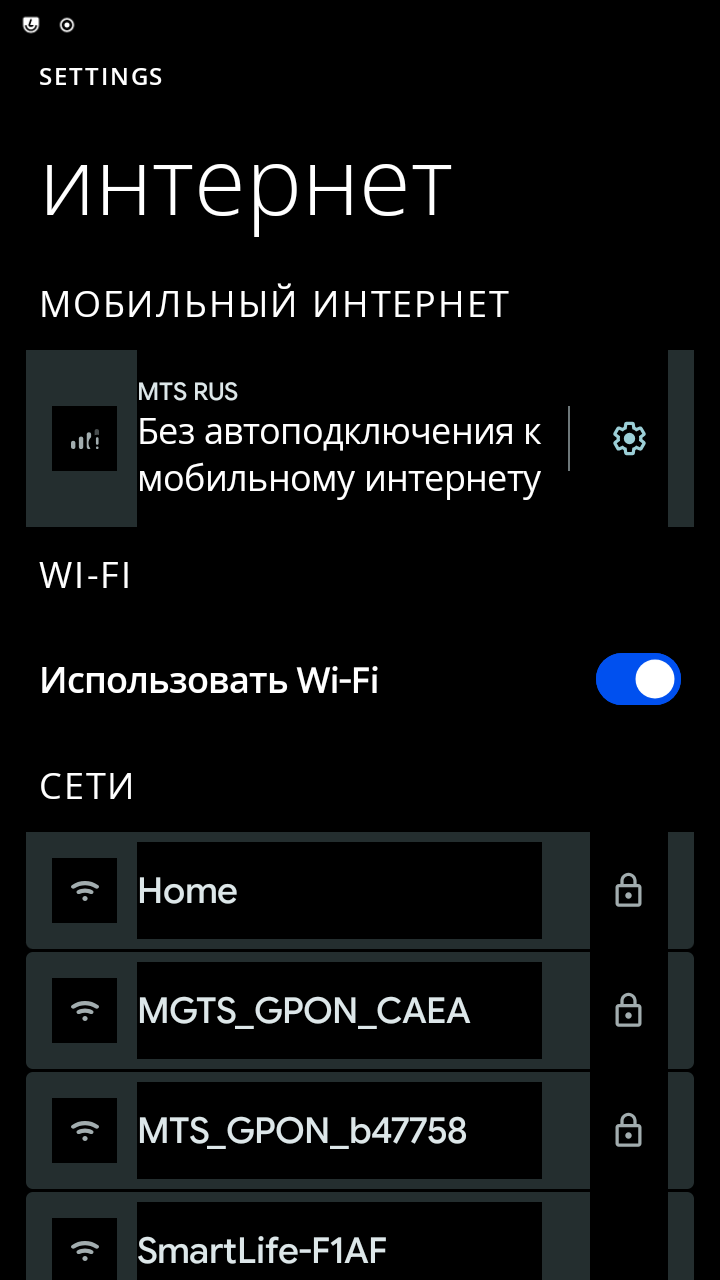 SETTINGS
интернет
МОБИЛЬНЫЙ ИНТЕРНЕТ
MTS RUS
Без автоподключения к
мобильному интернету
WI-FI
Использовать Wi-Fi
СЕТИ
Home
MGTS_GPON_CAEA
MTS_GPON_b47758
SmartLife-F1AF